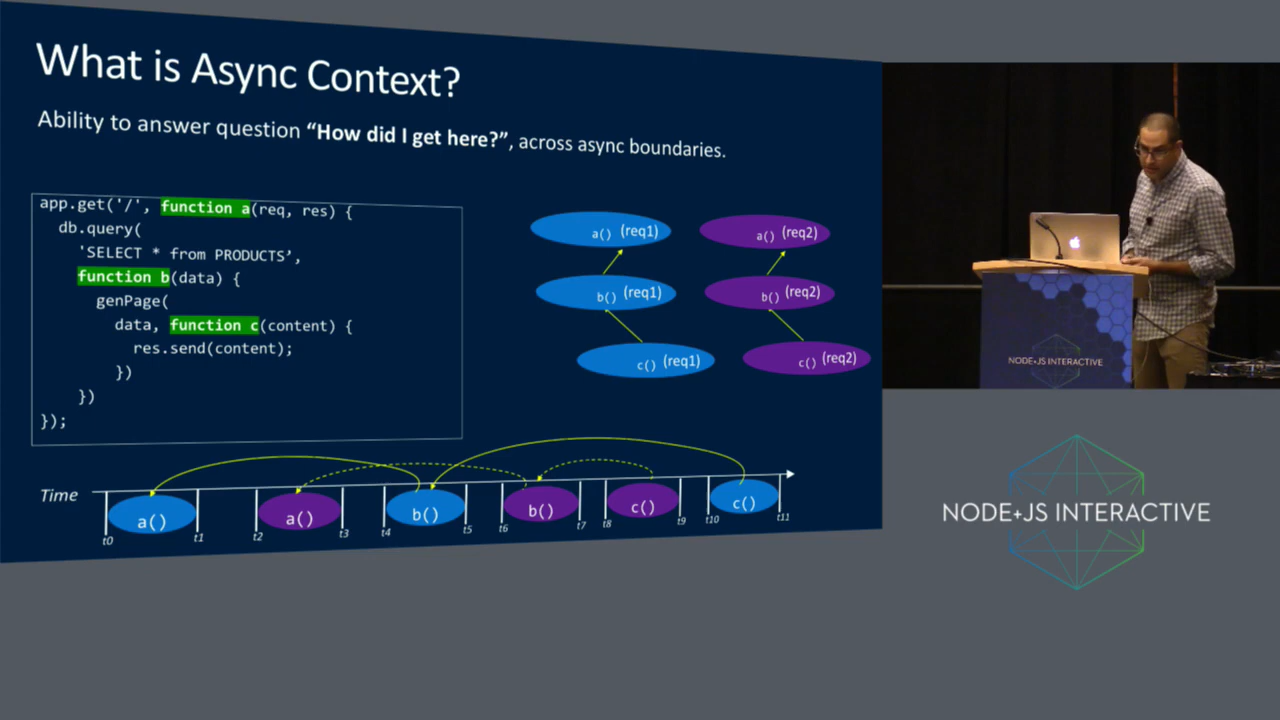 What is Async Context?
Ability to answer question “How did I get here?”, across async boundaries.
app.get('/', function a(req, res) {
db.query(
'SELECT * from PRODUCTS’,
function b(data) {
genPage(
data, function c(content) {
res.send(content);
})
})
});
a() (req1)
a() (req2)
b() (req1)
b() (req2)
c() (req1)
c() (req2)
Time
a()
a()
b()
b()
c()
c()
t0
t1
t2
t3
t4
t5
t6
t7
t8
t9
t10
t11
NODE+JS INTERACTIVE
NODE+JS INTERACTIVE